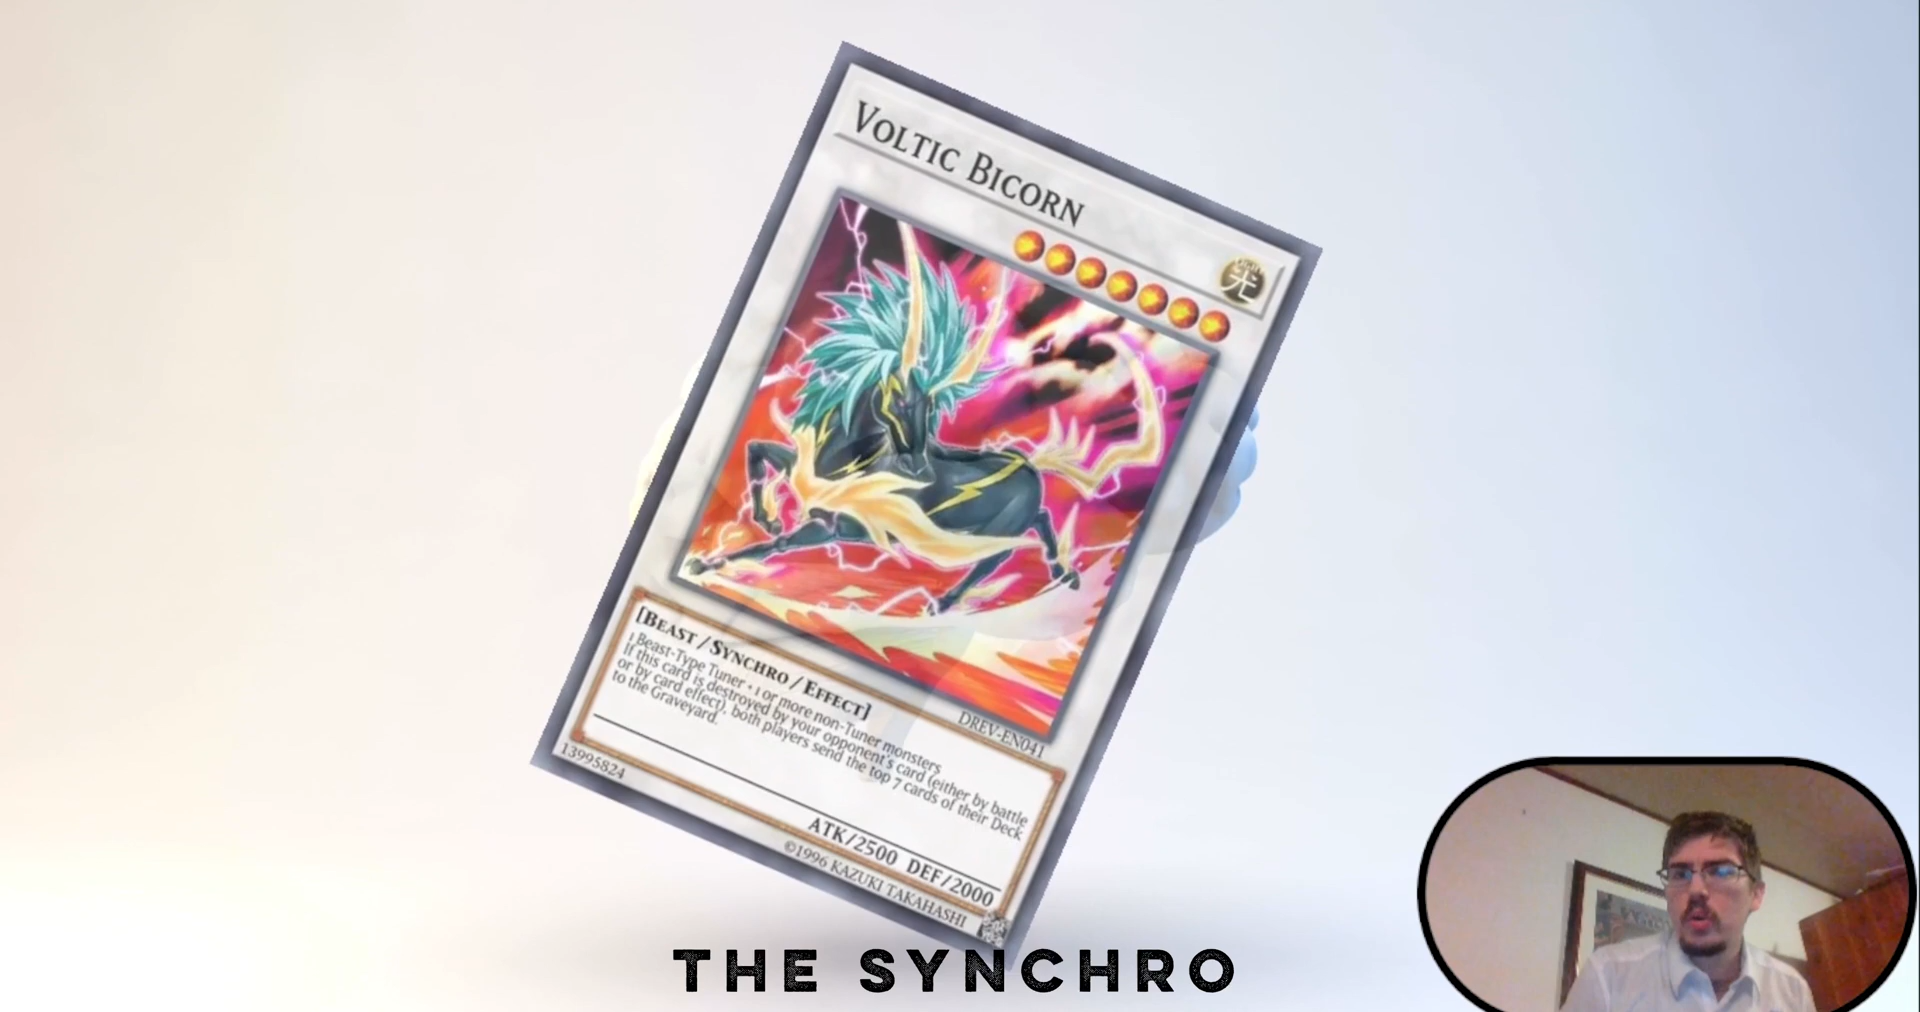 VOLTIC BICORN
光
[BEAST / SYNCHRO / EFFECT]
1 Beast-Type Tuner + 1 or more non-Tuner monsters
If this card is destroyed by your opponent's card (either by battle
or by card effect), both players send the top 7 cards of their Deck
to the Graveyard.
DREV-EN041
ATK/2500 DEF/2000
13995824
©1996 KAZUKI TAKAHASHI
THE SYNCHRO